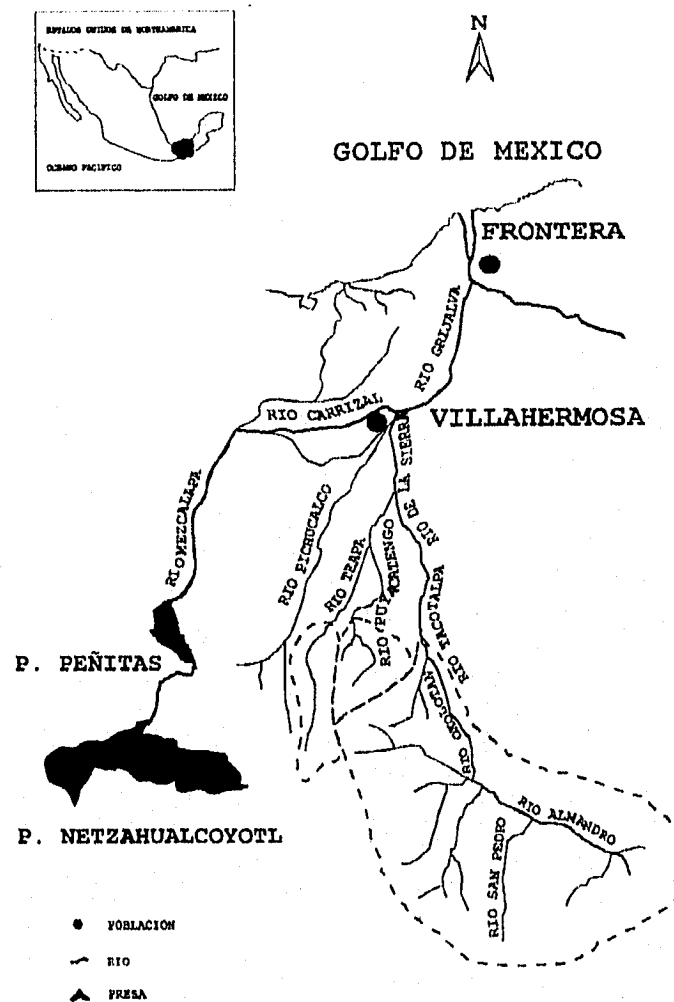 ESTADOS UNIDOS DE NORTEAMERICA
GOLFO DE MEXICO
OCEANO PACIFICO
N
GOLFO DE MEXICO
FRONTERA
RIO GRIJALVA
RIO CARRIZAL
VILLAHERMOSA
RIO DE LA SIERRA
RIO MEZCALAPA
RIO PICHUCALCO
RIO TEAPA
RIO PUYACATENGO
RIO TACOTALPA
P. PEÑITAS
RIO OXOLOTAN
RIO ALMANDRO
RIO SAN PEDRO
P. NETZAHUALCOYOTL
POBLACION
RIO
PRESA